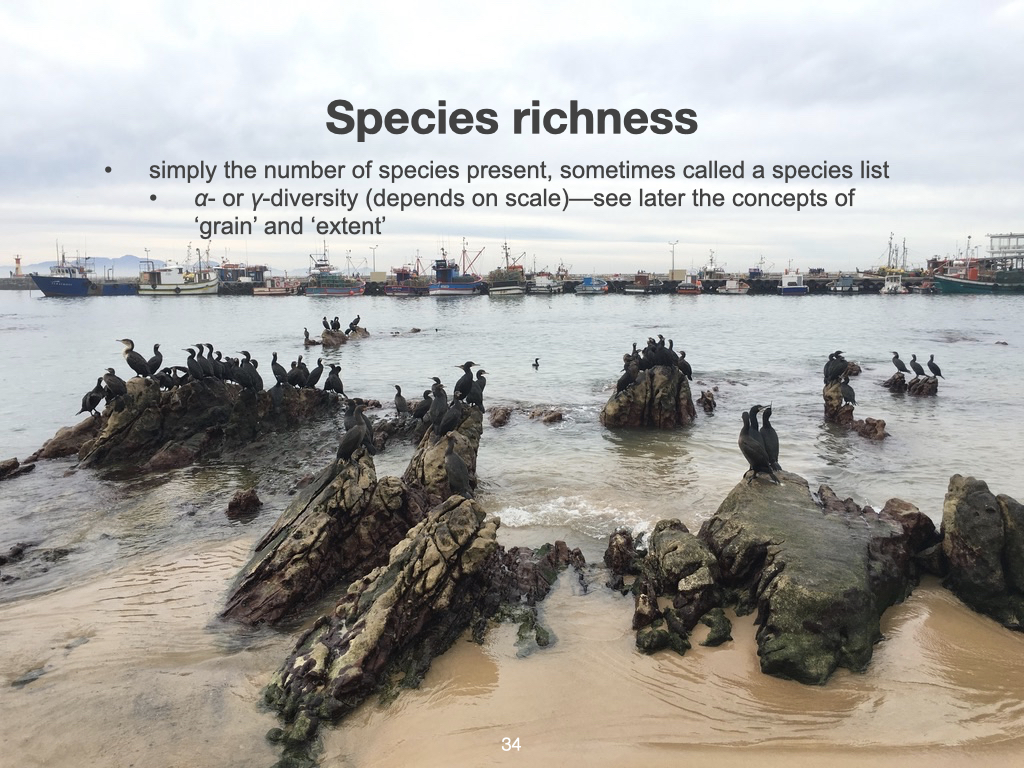 Species richness
• simply the number of species present, sometimes called a species list
• α- or γ-diversity (depends on scale)—see later the concepts of
‘grain’ and ‘extent’
34